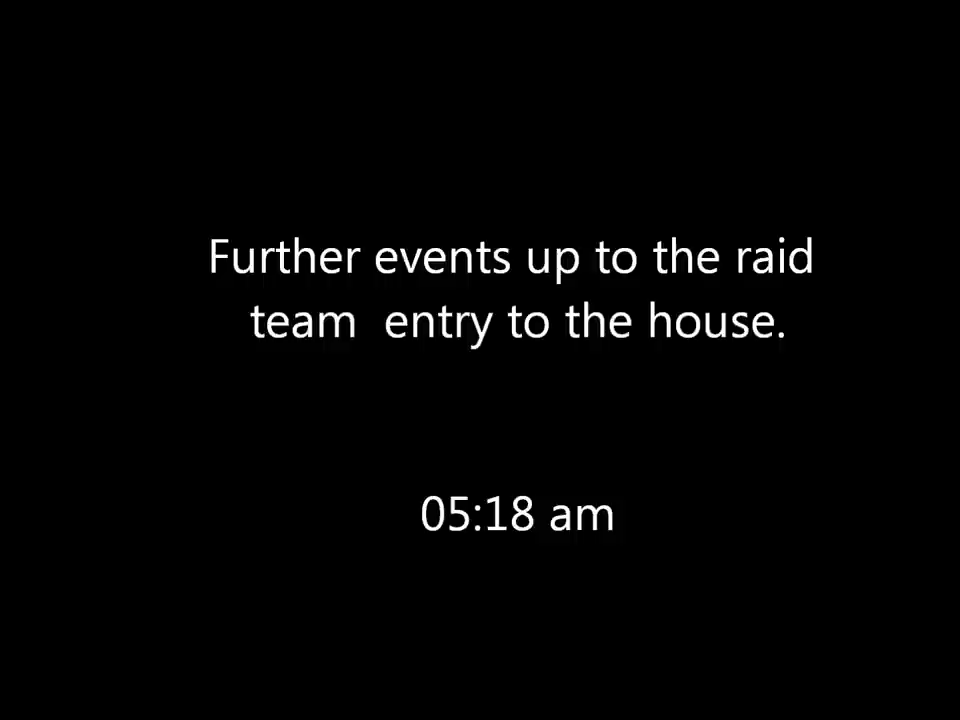 Further events up to the raid
team  entry to the house.
05:18 am